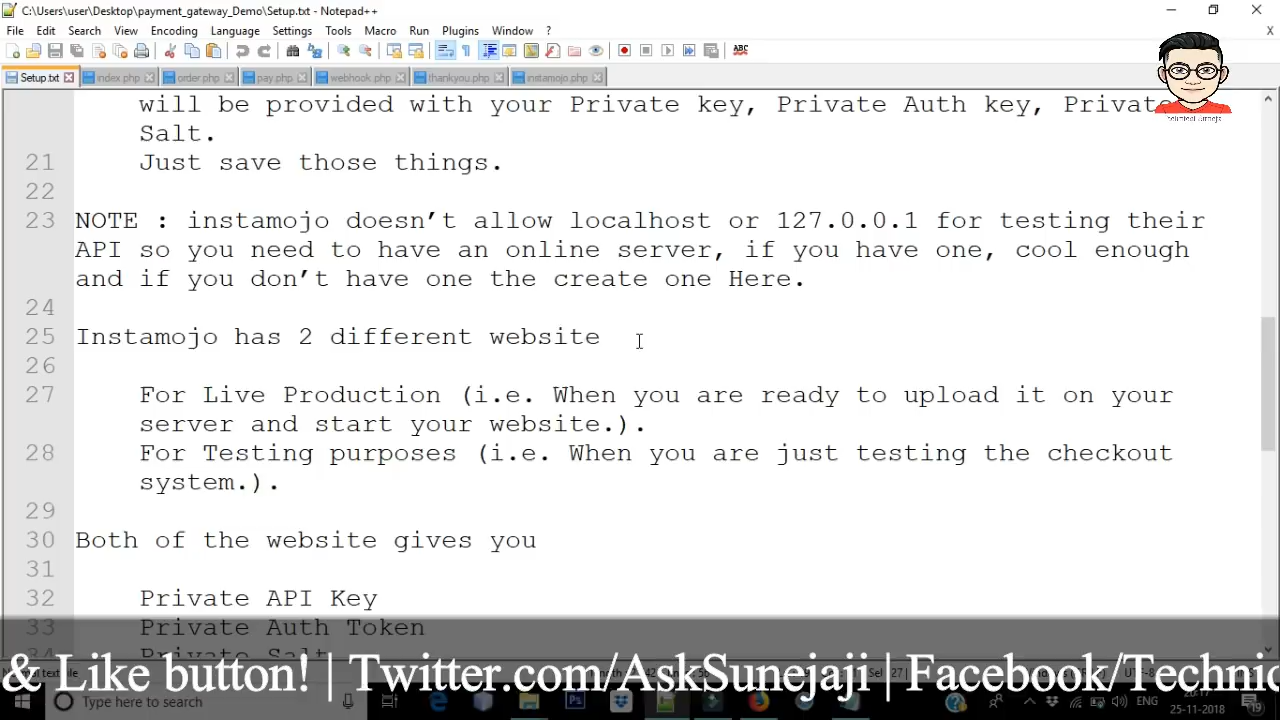 C:\Users\user\Desktop\payment_gateway_Demo\Setup.txt - Notepad++
File Edit Search View Encoding Language Settings Tools Macro Run Plugins Window ?
Setup.txt index.php order.php pay.php webhook.php thankyou.php instamojo.php
will be provided with your Private key, Private Auth key, Private
Salt.
21 Just save those things.
22
23 NOTE : instamojo doesn't allow localhost or 127.0.0.1 for testing their
API so you need to have an online server, if you have one, cool enough
and if you don't have one the create one Here.
24
25 Instamojo has 2 different website
26
27 For Live Production (i.e. When you are ready to upload it on your
server and start your website.).
28 For Testing purposes (i.e. When you are just testing the checkout
system.).
29
30 Both of the website gives you
31
32 Private API Key
33 Private Auth Token
34 Private Salt
& Like button! | Twitter.com/AskSunejaji | Facebook/Technic
Type here to search
ENG
20:17
25-11-2018